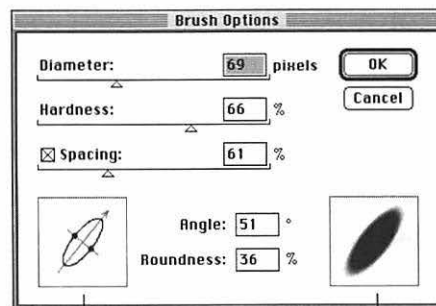 Brush Options
Diameter: 69 pixels
OK
Hardness: 66 %
Cancel
Spacing: 61 %
Angle: 51 °
Roundness: 36 %